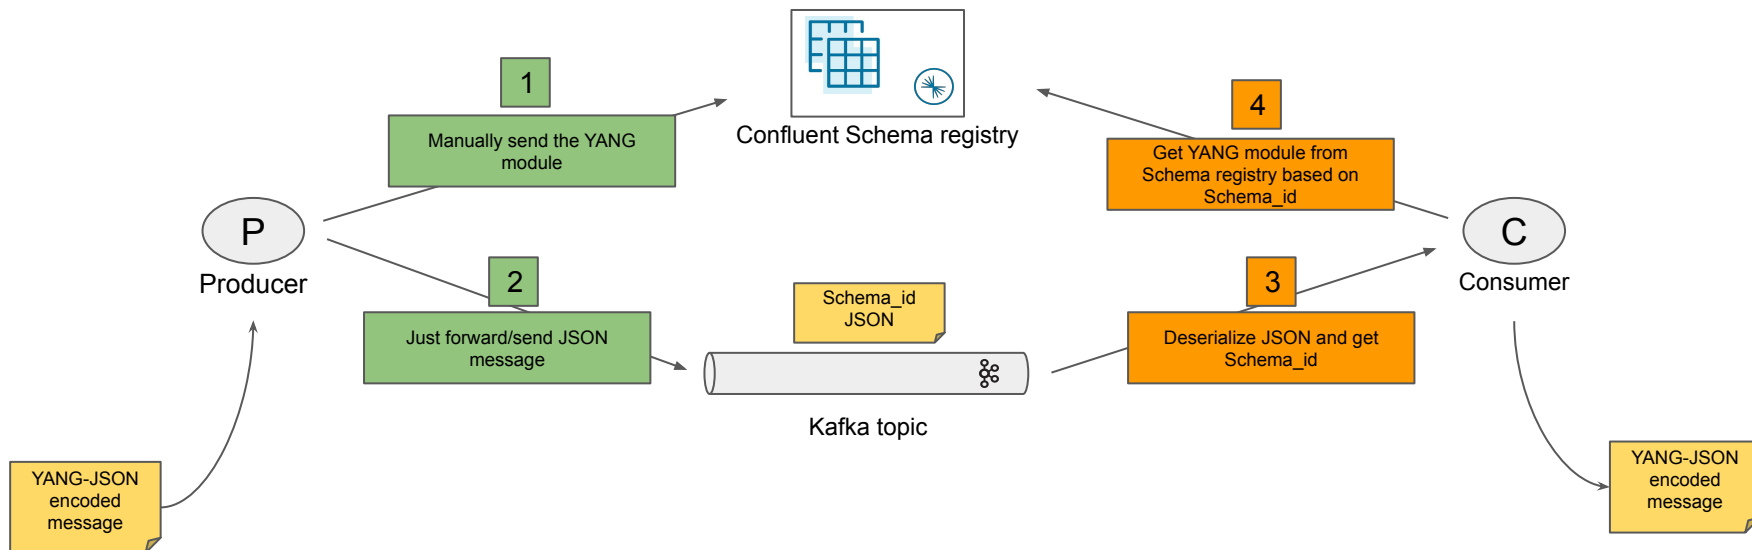 1
Manually send the YANG
module
Confluent Schema registry
4
Get YANG module from
Schema registry based on
Schema_id
P
Producer
2
Just forward/send JSON
message
Schema_id
JSON
Kafka topic
3
Deserialize JSON and get
Schema_id
C
Consumer
YANG-JSON
encoded
message
YANG-JSON
encoded
message